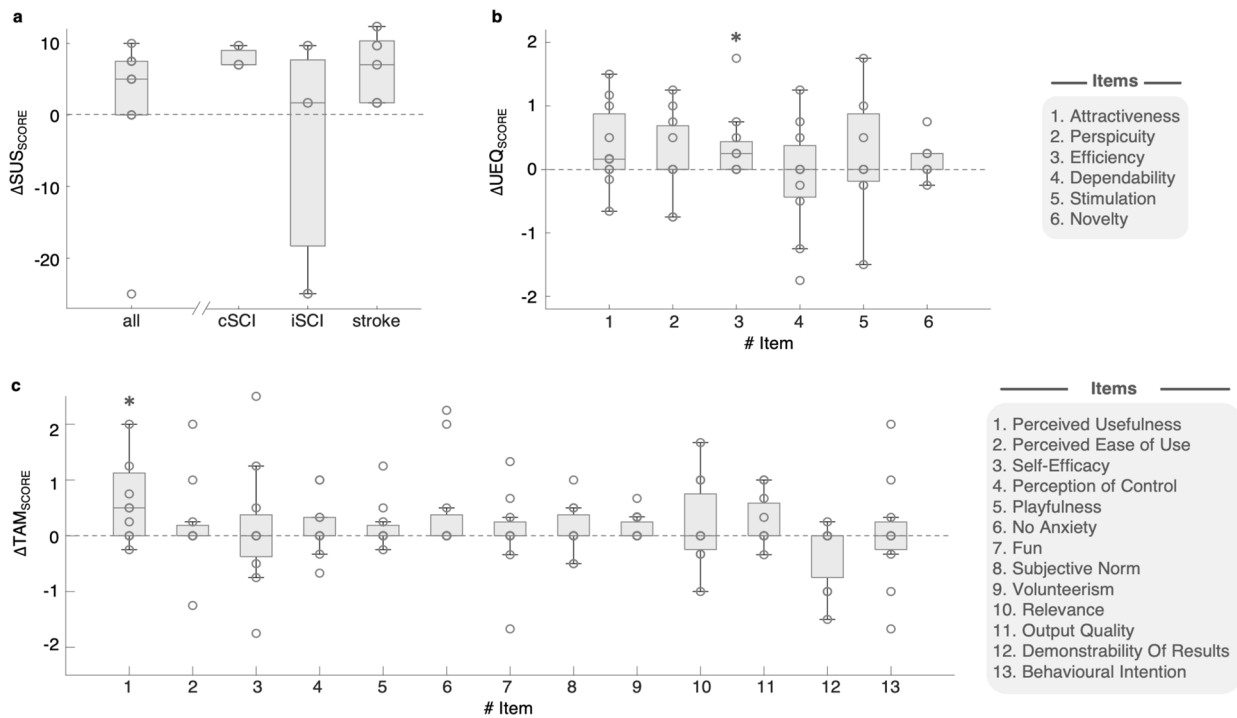 a
ΔSUS_SCORE
10
0
-10
-20
all
cSCI
iSCI
stroke
b
ΔUEQ_SCORE
2
1
0
-1
-2
*
1 2 3 4 5 6
# Item
Items
1. Attractiveness
2. Perspicuity
3. Efficiency
4. Dependability
5. Stimulation
6. Novelty
c
ΔTAM_SCORE
2
1
0
-1
-2
*
1 2 3 4 5 6 7 8 9 10 11 12 13
# Item
Items
1. Perceived Usefulness
2. Perceived Ease of Use
3. Self-Efficacy
4. Perception of Control
5. Playfulness
6. No Anxiety
7. Fun
8. Subjective Norm
9. Volunteerism
10. Relevance
11. Output Quality
12. Demonstrability Of Results
13. Behavioural Intention